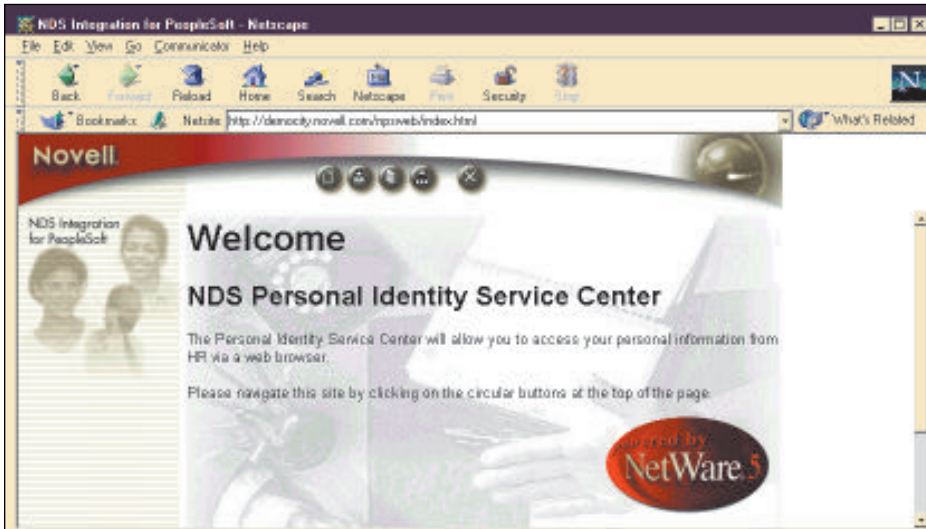 NDS Integration for PeopleSoft - Netscape
File Edit View Go Communicator Help
Back Forward Reload Home Search Netscape Print Security Stop
N
Bookmarks Netsite: http://democity.novell.com/npsweb/index.html What's Related
Novell.
NDS Integration
for PeopleSoft
Welcome
NDS Personal Identity Service Center
The Personal Identity Service Center will allow you to access your personal information from
HR via a web browser.
Please navigate this site by clicking on the circular buttons at the top of the page.
powered by
NetWare.5